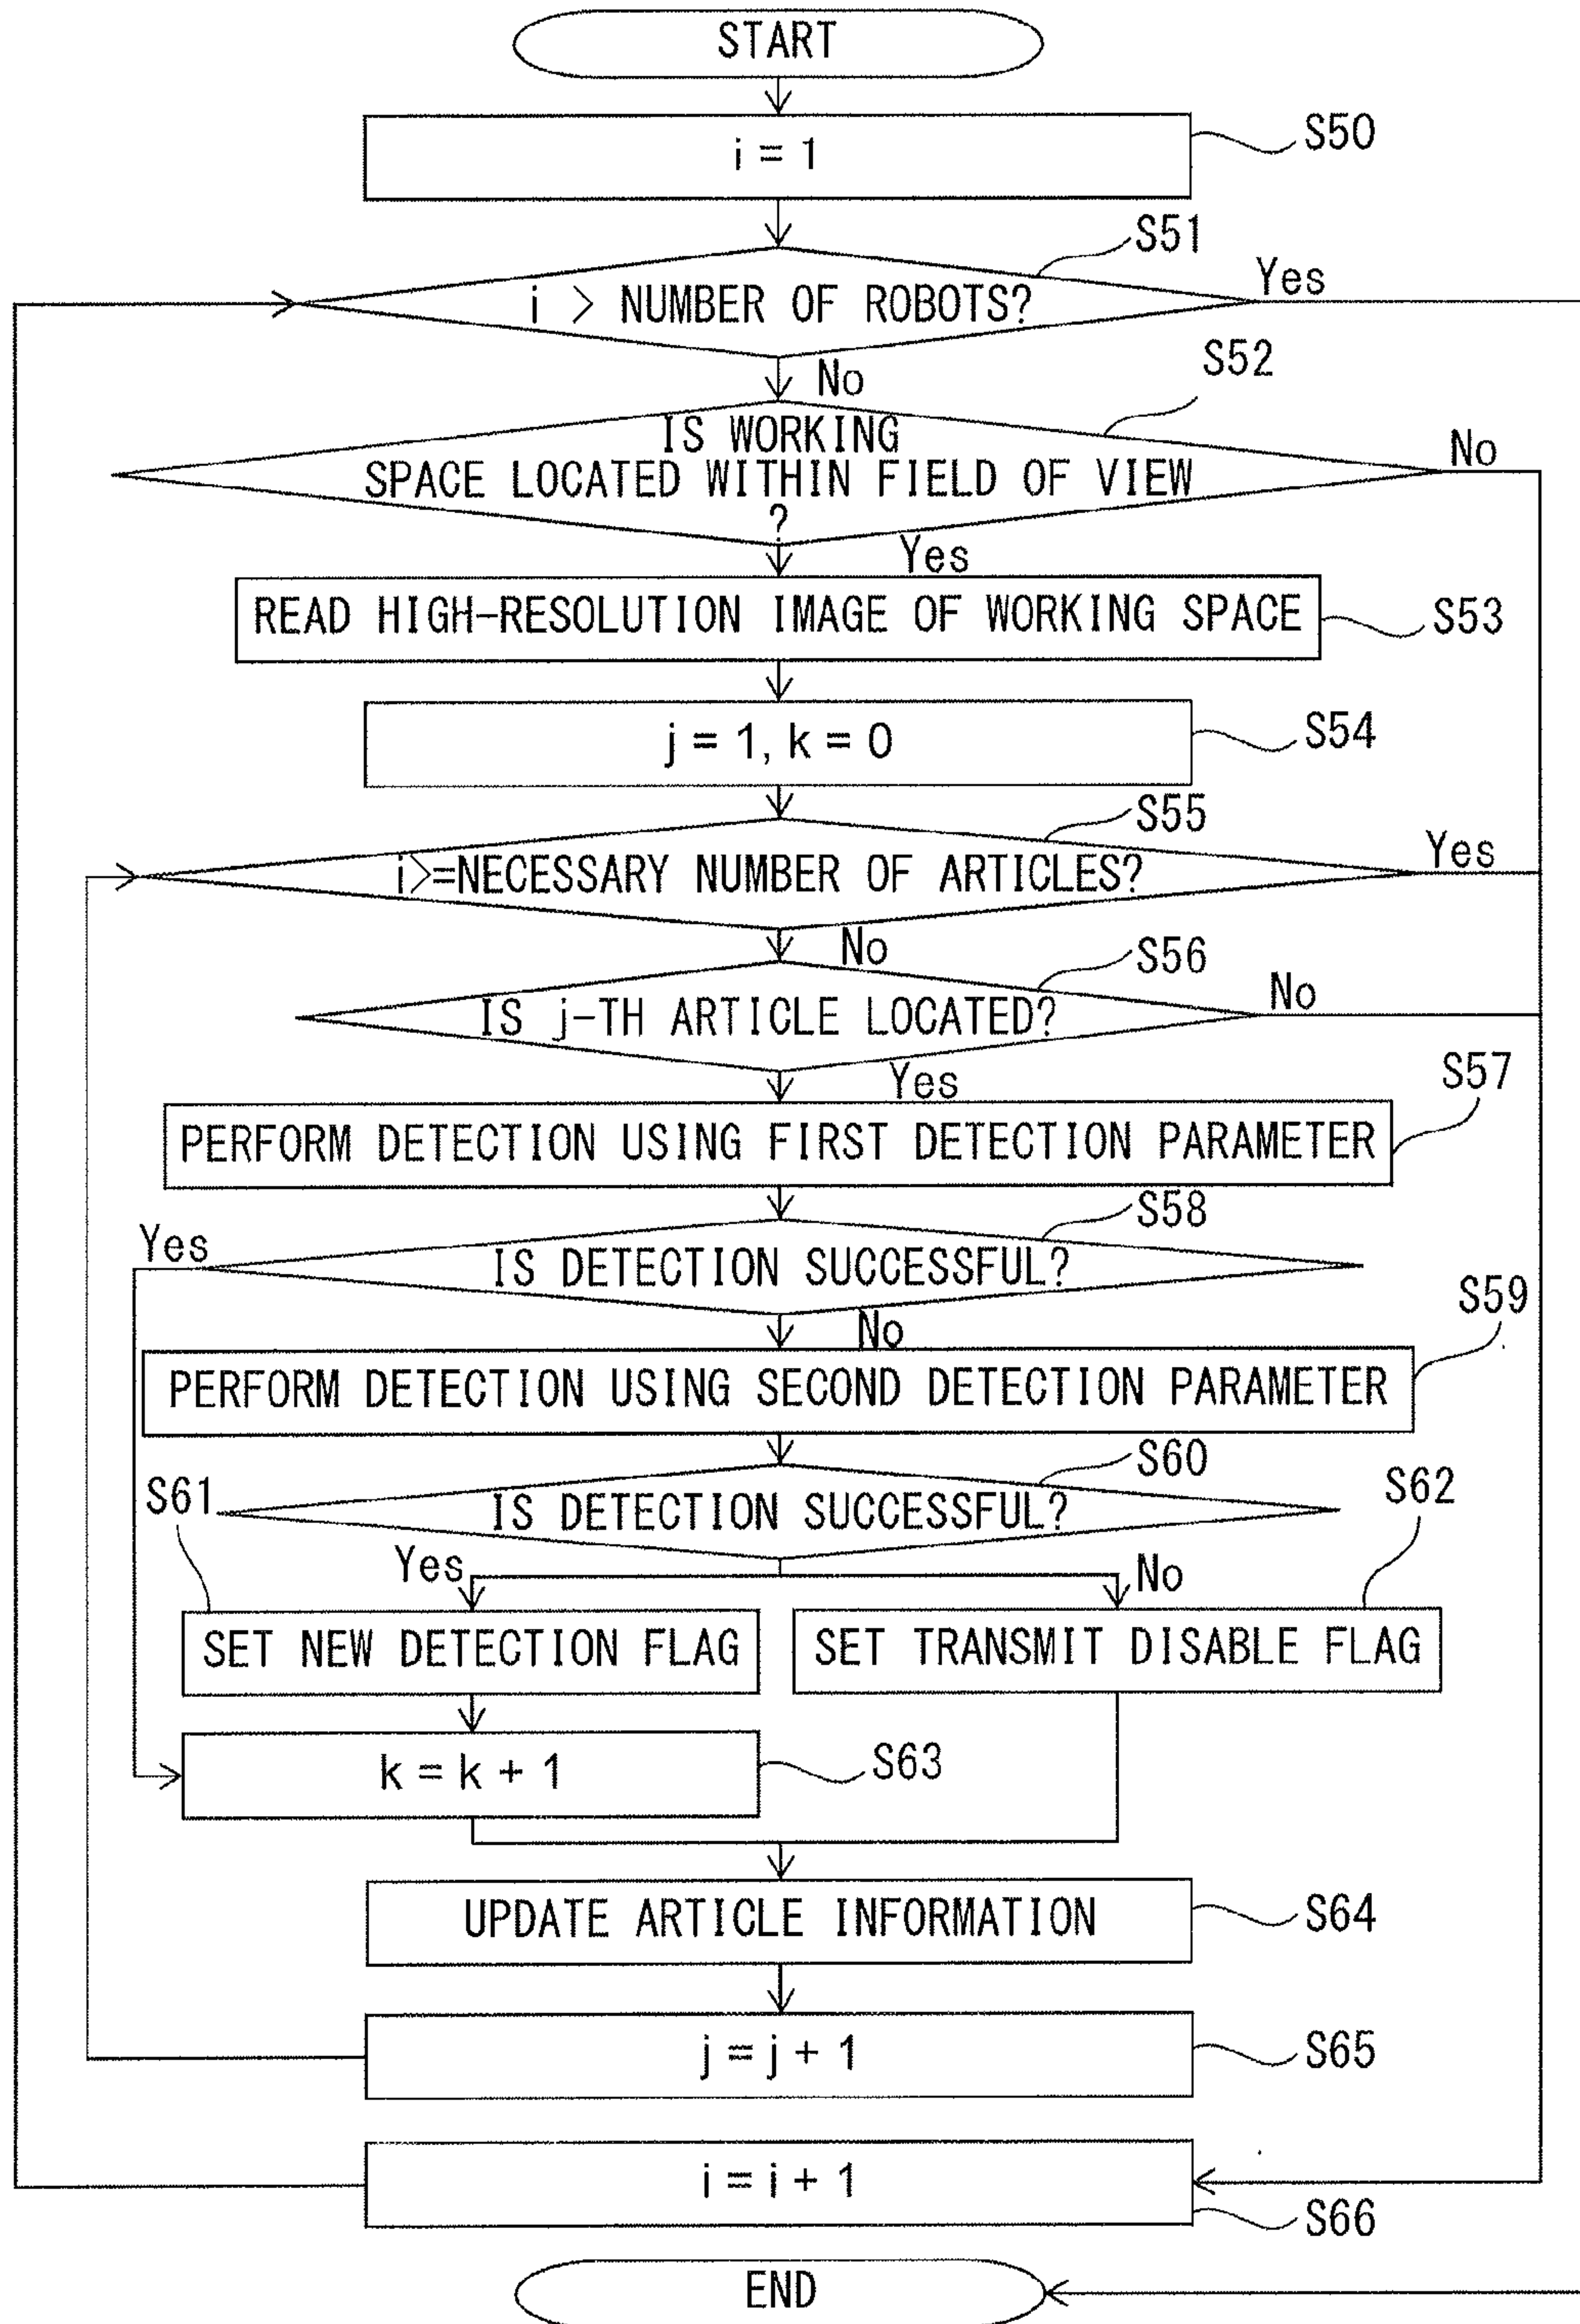 START
i = 1
S50
S51
i > NUMBER OF ROBOTS?
Yes
No
S52
IS WORKING
SPACE LOCATED WITHIN FIELD OF VIEW
?
No
Yes
READ HIGH-RESOLUTION IMAGE OF WORKING SPACE
S53
j = 1, k = 0
S54
S55
i>=NECESSARY NUMBER OF ARTICLES?
Yes
No
S56
IS j-TH ARTICLE LOCATED?
No
Yes
S57
PERFORM DETECTION USING FIRST DETECTION PARAMETER
S58
Yes
IS DETECTION SUCCESSFUL?
No
S59
PERFORM DETECTION USING SECOND DETECTION PARAMETER
S60
IS DETECTION SUCCESSFUL?
S61
S62
Yes
No
SET NEW DETECTION FLAG
SET TRANSMIT DISABLE FLAG
k = k + 1
S63
UPDATE ARTICLE INFORMATION
S64
j = j + 1
S65
i = i + 1
S66
END